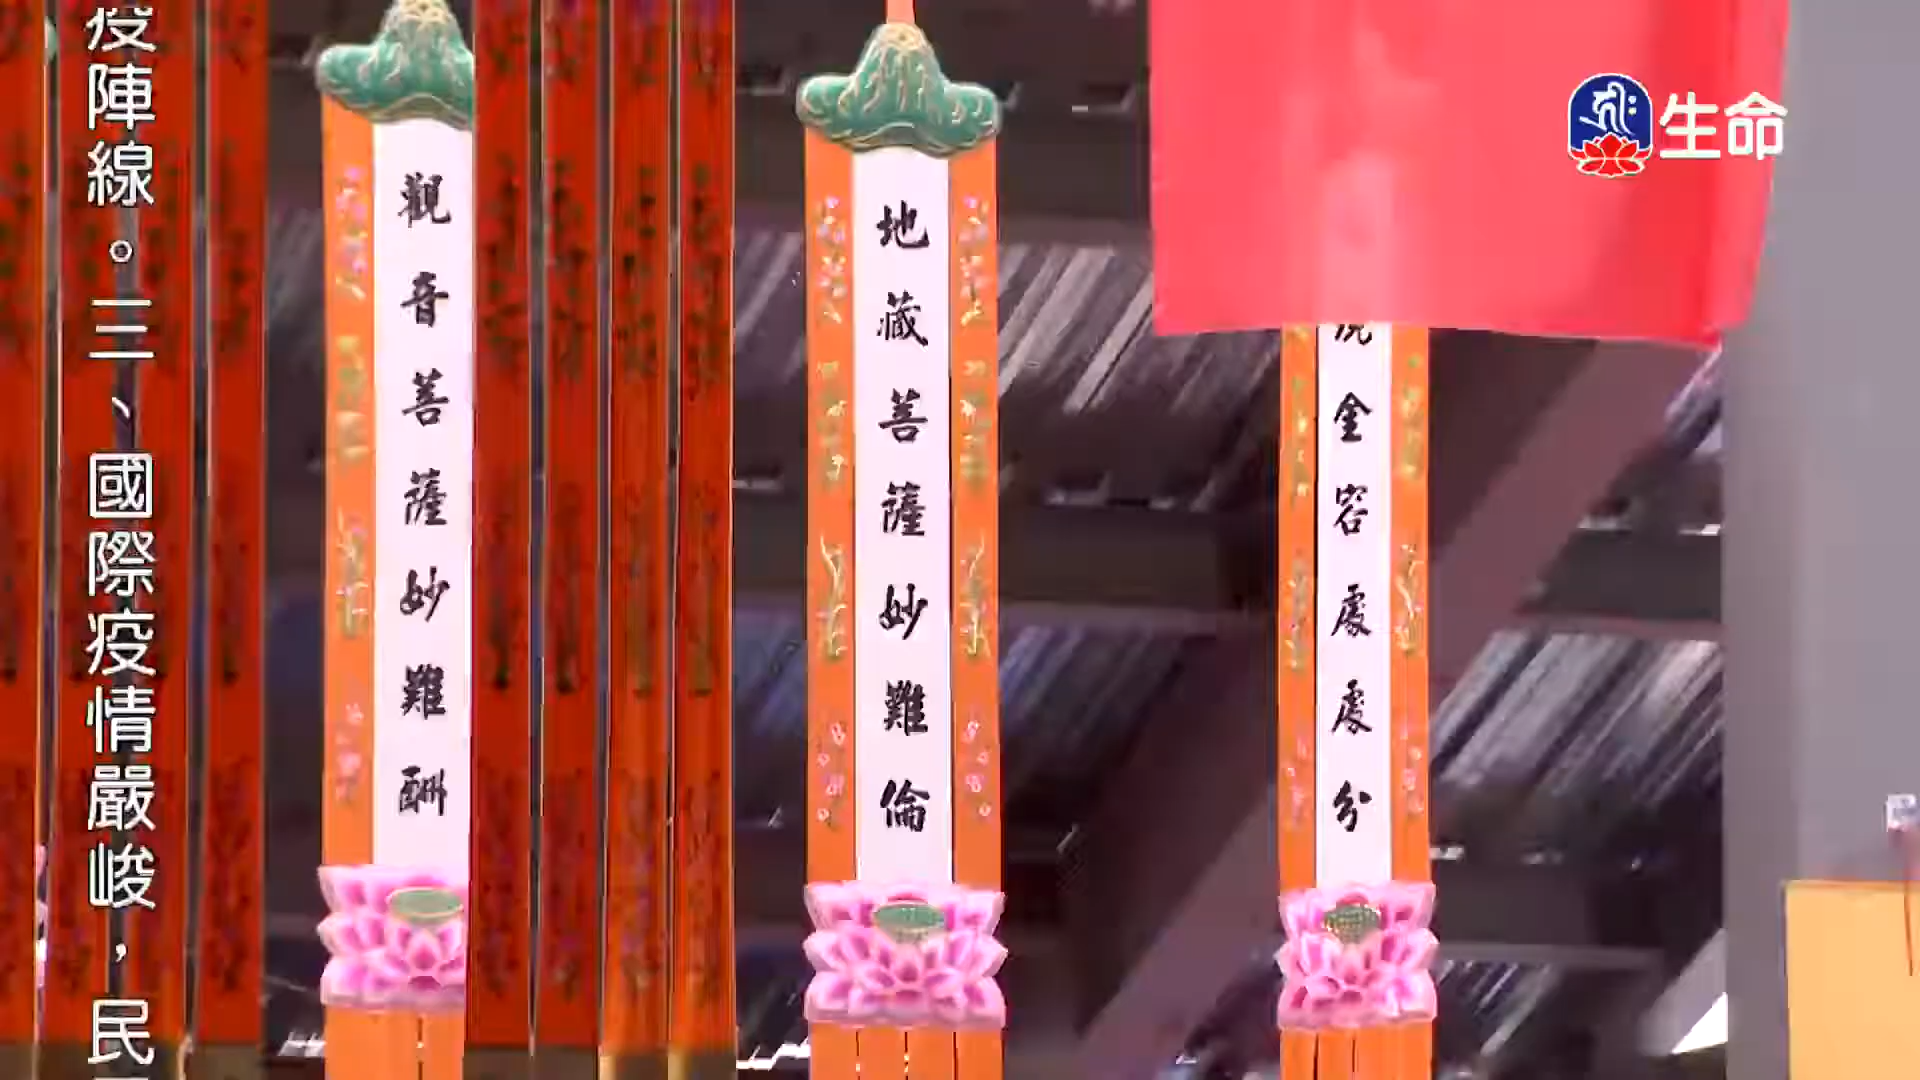 疫陣線。三、國際疫情嚴峻，民
觀音菩薩妙難酬
地藏菩薩妙難倫
金容處處分
生命